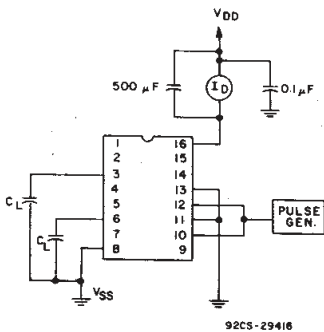 VDD
500 µF
ID
0.1 µF
1 16
2 15
3 14
4 13
5 12
6 11
7 10
8 9
CL
CL
VSS
PULSE
GEN.
92CS-29416